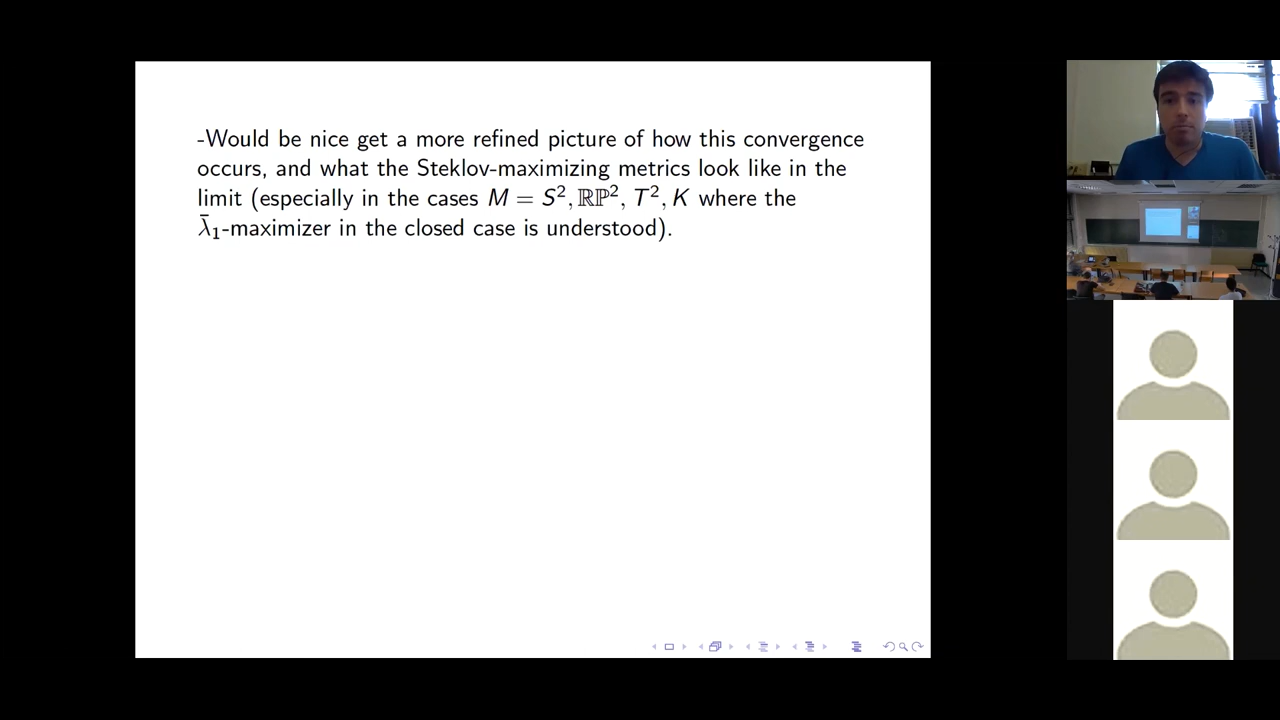 -Would be nice get a more refined picture of how this convergence
occurs, and what the Steklov-maximizing metrics look like in the
limit (especially in the cases M = S², ℝℙ², T², K where the
λ̄₁-maximizer in the closed case is understood).